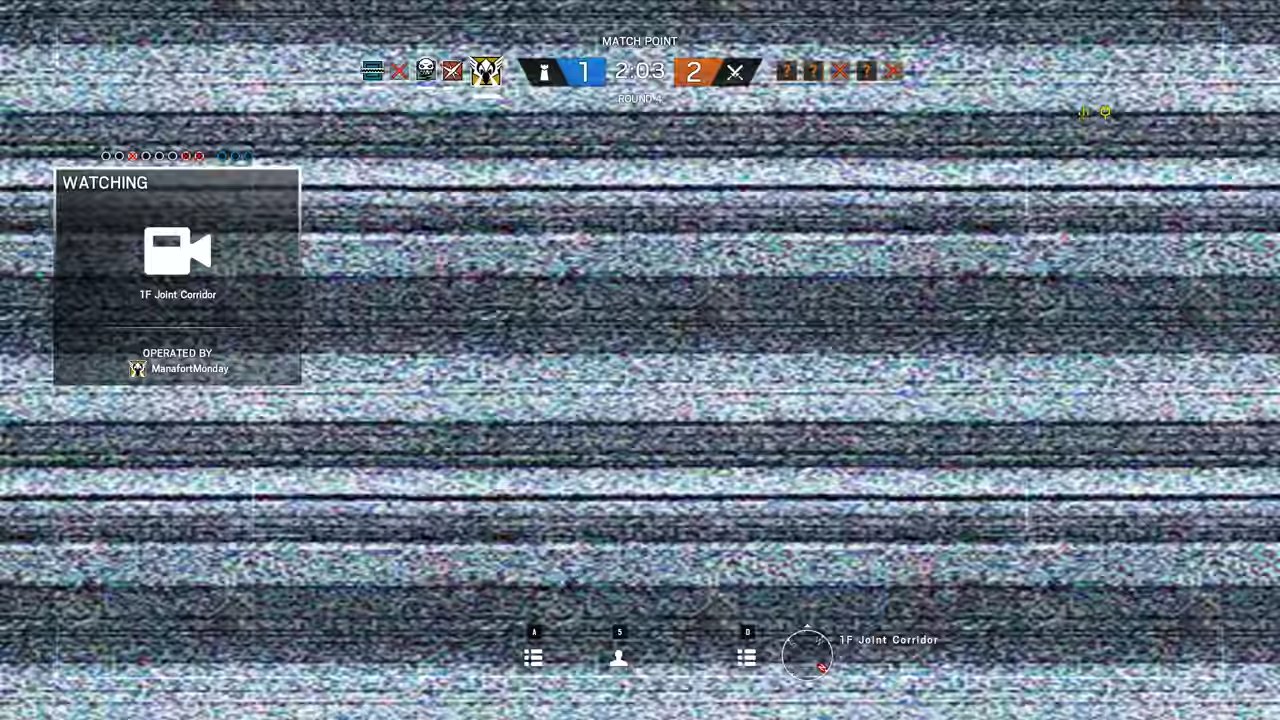 MATCH POINT
1 2:03 2
? ? ?
ROUND 4
WATCHING
1F Joint Corridor
OPERATED BY
ManafortMonday
A 5 D
1F Joint Corridor